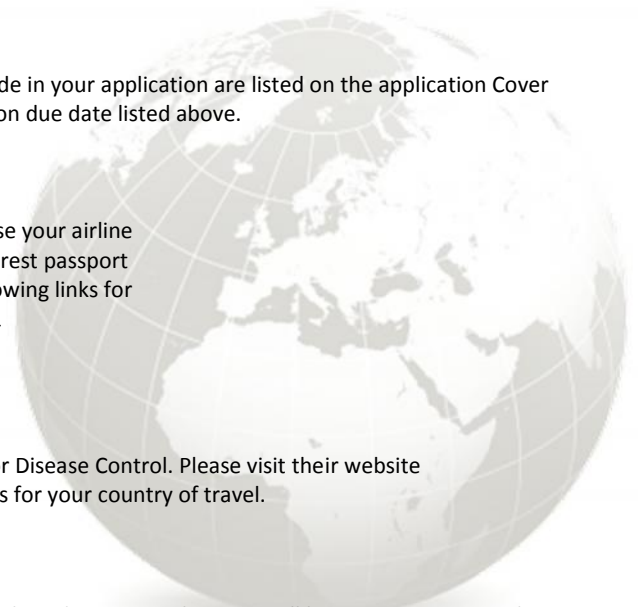 de in your application are listed on the application Cover
on due date listed above.
se your airline
rest passport
owing links for
.
or Disease Control. Please visit their website
s for your country of travel.